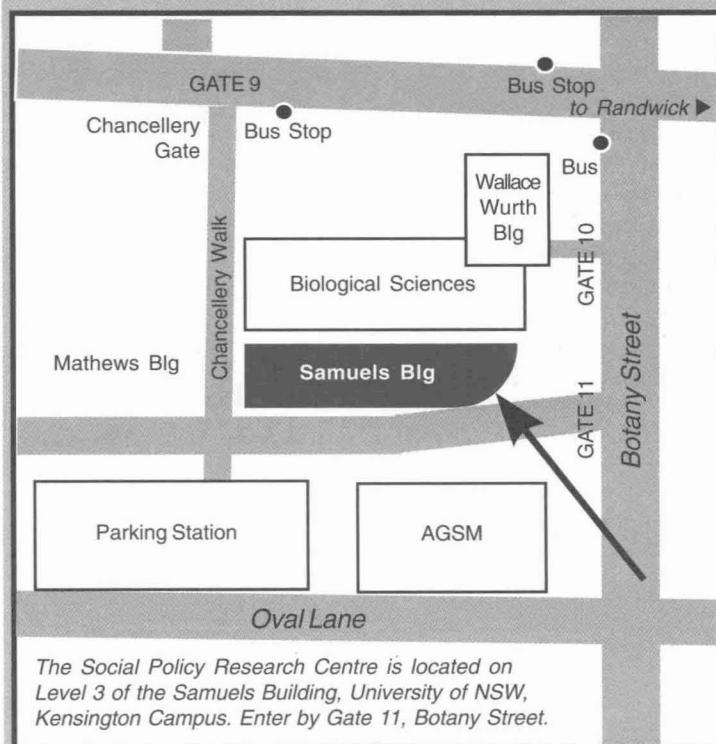 GATE 9
Bus Stop
to Randwick
Chancellery
Gate
Bus Stop
Bus
Wallace
Wurth
Blg
GATE 10
Chancellery Walk
Biological Sciences
Mathews Blg
Samuels Blg
GATE 11
Botany Street
Parking Station
AGSM
Oval Lane
The Social Policy Research Centre is located on
Level 3 of the Samuels Building, University of NSW,
Kensington Campus. Enter by Gate 11, Botany Street.